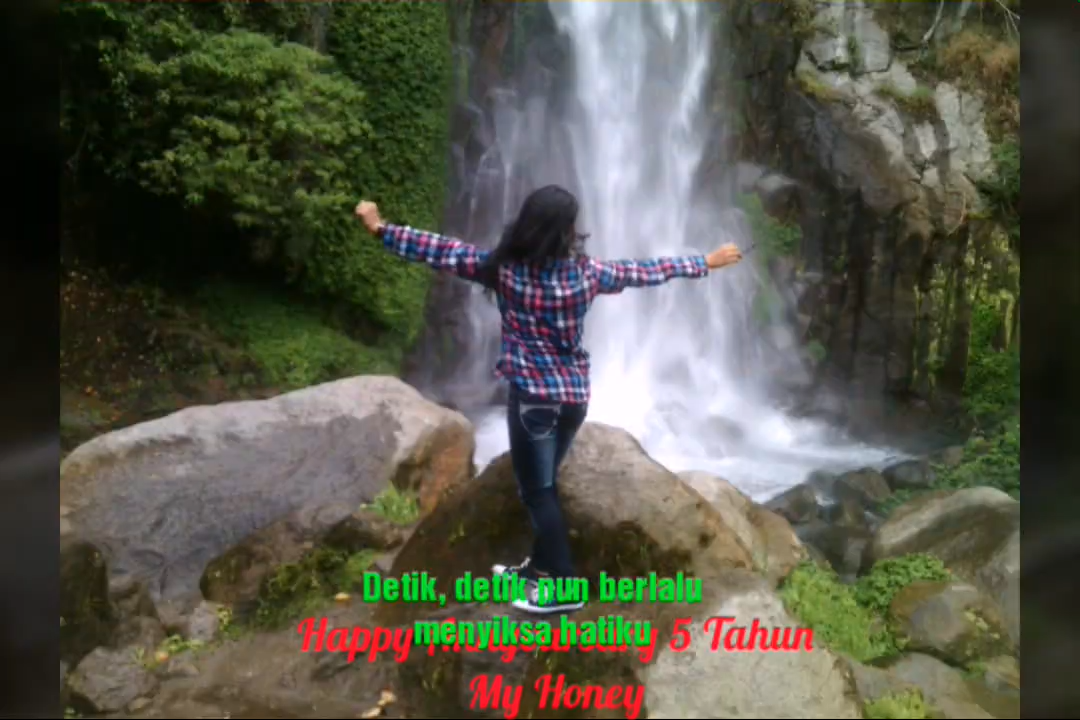 Detik, detik pun berlalu
menyiksa hatiku
Happy 5 Tahun
My Honey